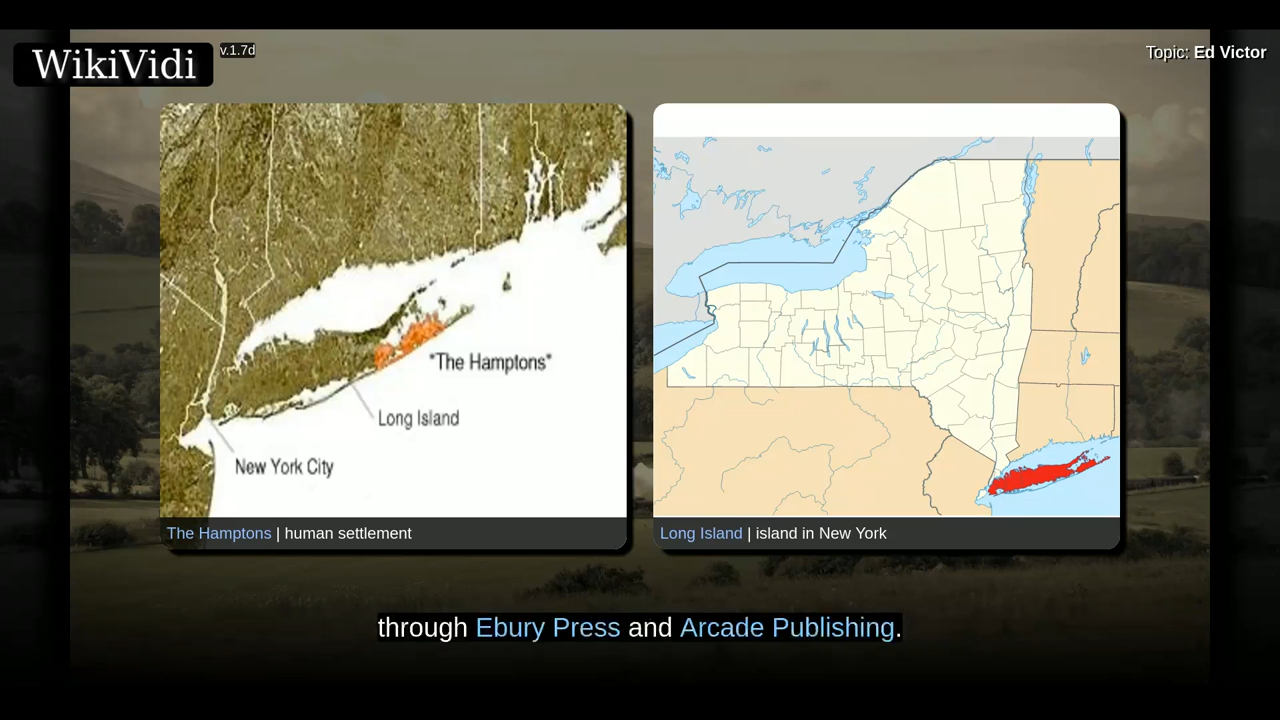 WikiVidi
v.1.7d
Topic: Ed Victor
"The Hamptons"
Long Island
New York City
The Hamptons | human settlement
Long Island | island in New York
through Ebury Press and Arcade Publishing.